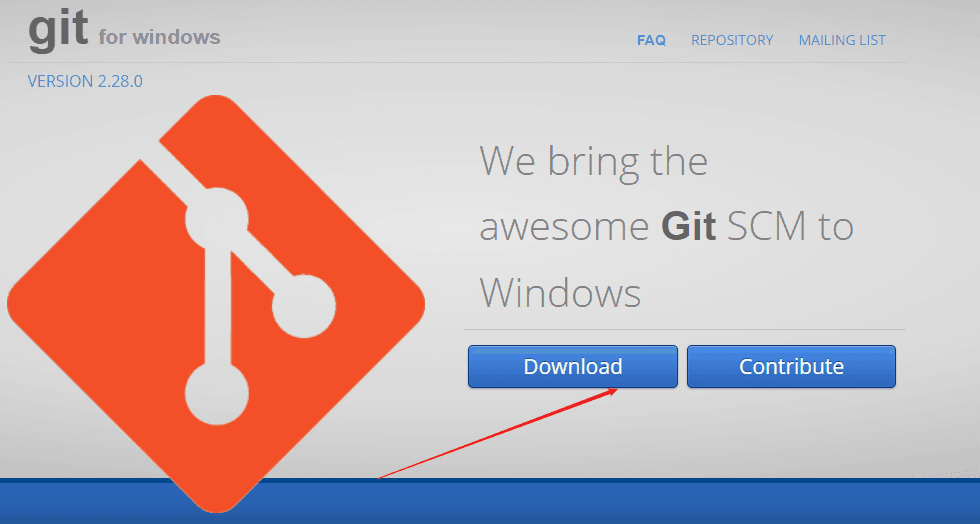 git for windows
FAQ REPOSITORY MAILING LIST
VERSION 2.28.0
We bring the
awesome Git SCM to
Windows
Download Contribute